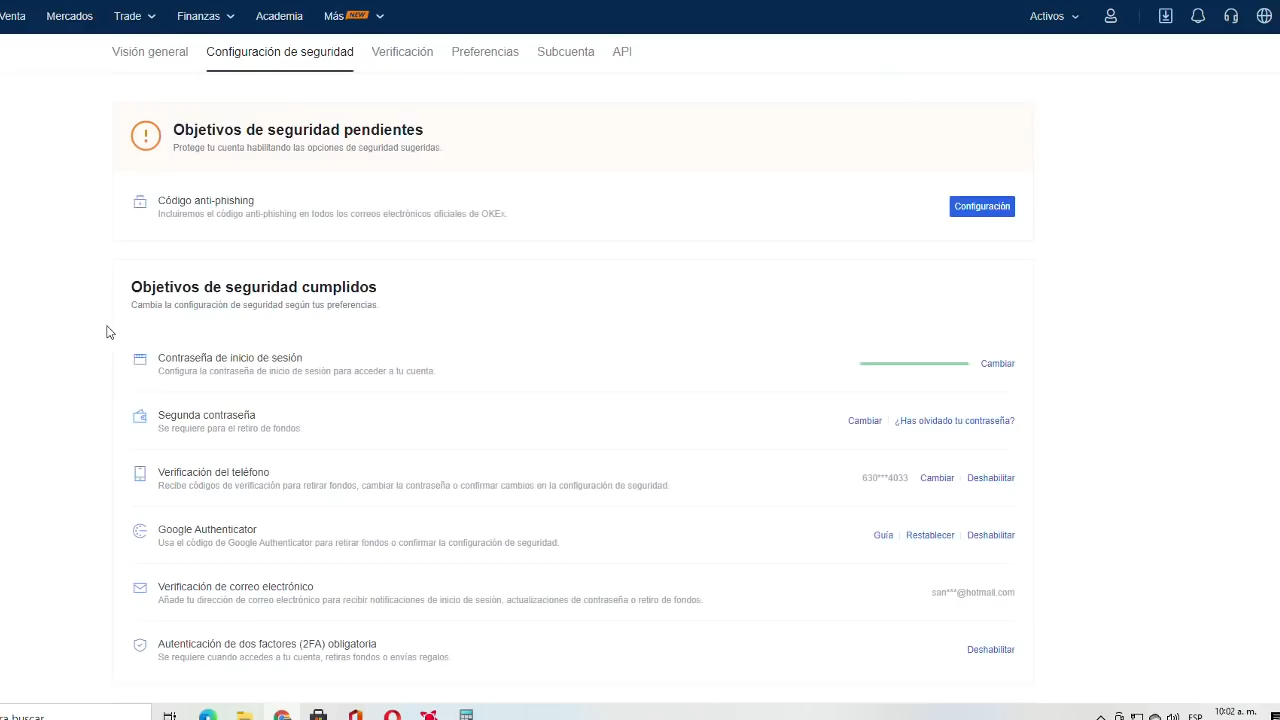 Venta Mercados Trade Finanzas Academia Más NEW Activos
Visión general Configuración de seguridad Verificación Preferencias Subcuenta API
Objetivos de seguridad pendientes
Protege tu cuenta habilitando las opciones de seguridad sugeridas.
Código anti-phishing
Incluiremos el código anti-phishing en todos los correos electrónicos oficiales de OKEx.
Configuración
Objetivos de seguridad cumplidos
Cambia la configuración de seguridad según tus preferencias.
Contraseña de inicio de sesión
Configura la contraseña de inicio de sesión para acceder a tu cuenta.
Cambiar
Segunda contraseña
Se requiere para el retiro de fondos.
Cambiar ¿Has olvidado tu contraseña?
Verificación del teléfono
Recibe códigos de verificación para retirar fondos, cambiar la contraseña o confirmar cambios en la configuración de seguridad.
630***4033 Cambiar Deshabilitar
Google Authenticator
Usa el código de Google Authenticator para retirar fondos o confirmar la configuración de seguridad.
Guía Restablecer Deshabilitar
Verificación de correo electrónico
Añade tu dirección de correo electrónico para recibir notificaciones de inicio de sesión, actualizaciones de contraseña o retiro de fondos.
san***@hotmail.com
Autenticación de dos factores (2FA) obligatoria
Se requiere cuando accedes a tu cuenta, retiras fondos o envías regalos.
Deshabilitar
ra buscar ESP 10:02 a. m.